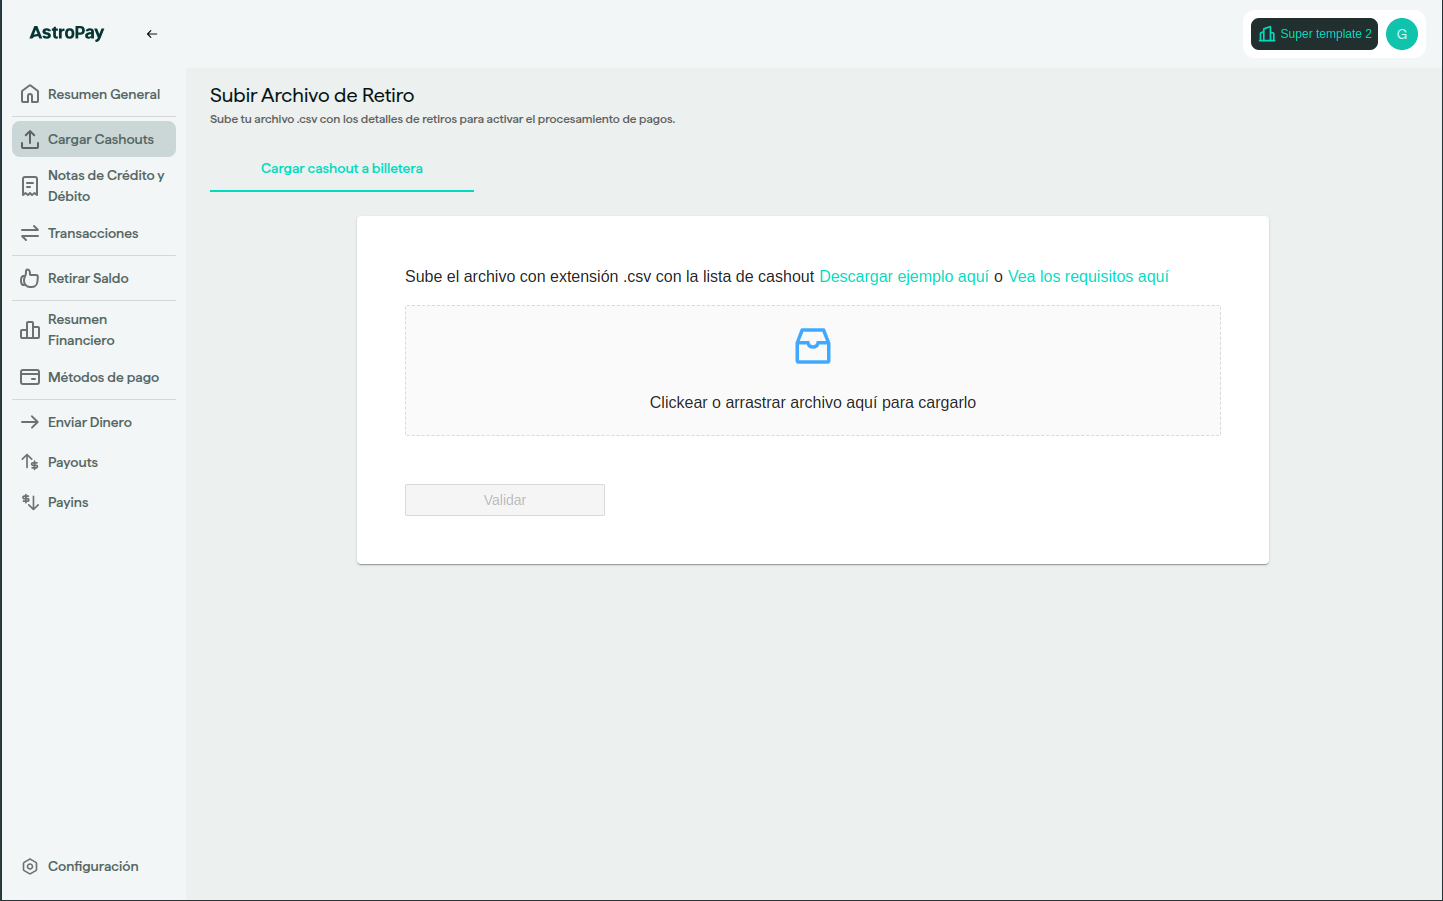 AstroPay
Super template 2
G
Resumen General
Cargar Cashouts
Notas de Crédito y
Débito
Transacciones
Retirar Saldo
Resumen
Financiero
Métodos de pago
Enviar Dinero
Payouts
Payins
Configuración
Subir Archivo de Retiro
Sube tu archivo .csv con los detalles de retiros para activar el procesamiento de pagos.
Cargar cashout a billetera
Sube el archivo con extensión .csv con la lista de cashout Descargar ejemplo aquí o Vea los requisitos aquí
Clickear o arrastrar archivo aquí para cargarlo
Validar